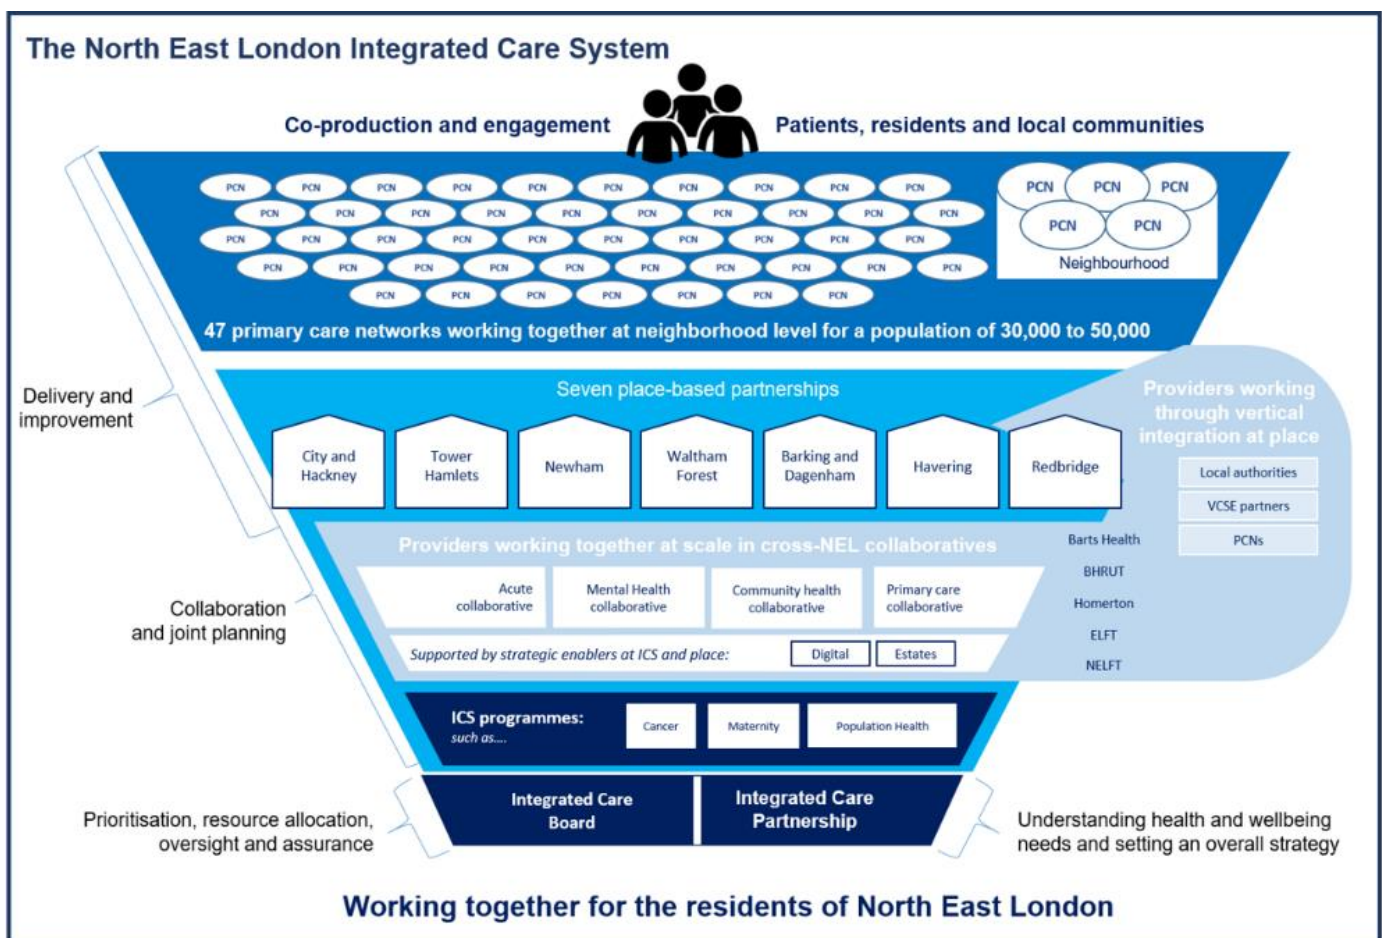 The North East London Integrated Care System
Co-production and engagement
Patients, residents and local communities
PCN PCN PCN PCN PCN PCN PCN PCN PCN PCN
PCN PCN PCN PCN PCN PCN PCN PCN PCN PCN
PCN PCN PCN PCN PCN PCN PCN PCN PCN PCN
PCN PCN PCN PCN PCN PCN PCN PCN PCN PCN
PCN PCN PCN PCN PCN PCN PCN
PCN PCN PCN
PCN PCN
Neighbourhood
47 primary care networks working together at neighborhood level for a population of 30,000 to 50,000
Delivery and
improvement
Seven place-based partnerships
City and
Hackney
Tower
Hamlets
Newham
Waltham
Forest
Barking and
Dagenham
Havering
Redbridge
Providers working
through vertical
integration at place
Local authorities
VCSE partners
PCNs
Barts Health
BHRUT
Homerton
ELFT
NELFT
Collaboration
and joint planning
Providers working together at scale in cross-NEL collaboratives
Acute
collaborative
Mental Health
collaborative
Community health
collaborative
Primary care
collaborative
Supported by strategic enablers at ICS and place:
Digital
Estates
ICS programmes:
such as....
Cancer
Maternity
Population Health
Prioritisation, resource allocation,
oversight and assurance
Integrated Care
Board
Integrated Care
Partnership
Understanding health and wellbeing
needs and setting an overall strategy
Working together for the residents of North East London